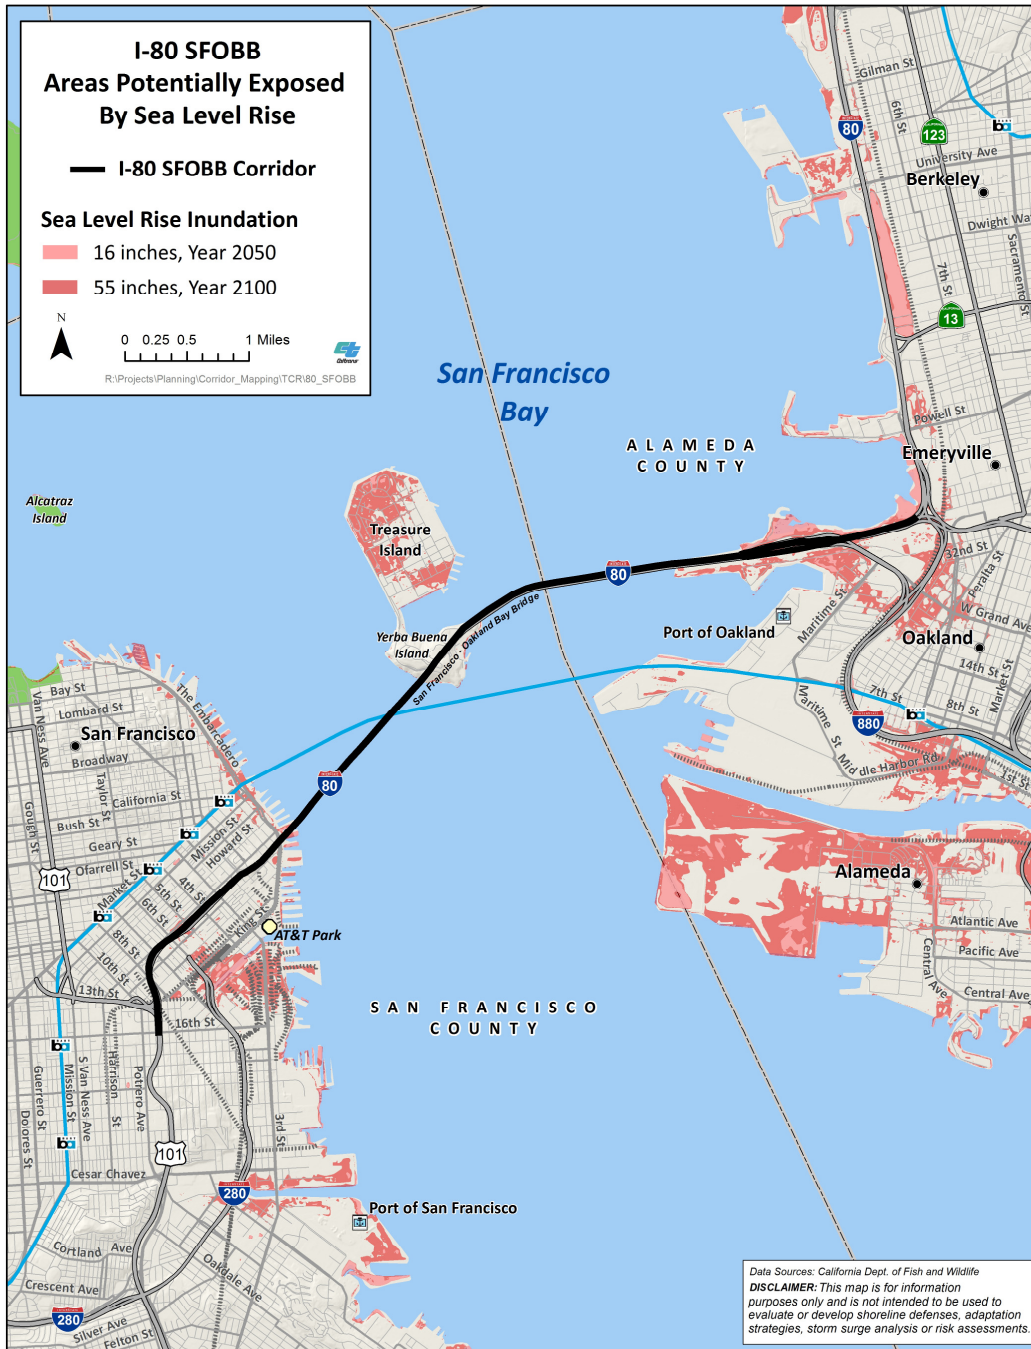 I-80 SFOBB
Areas Potentially Exposed
By Sea Level Rise
I-80 SFOBB Corridor
Sea Level Rise Inundation
16 inches, Year 2050
55 inches, Year 2100
N
0 0.25 0.5 1 Miles
Caltrans
R:\Projects\Planning\Corridor_Mapping\TCR\80_SFOBB
Gilman St
6th St
80
123
University Ave
Berkeley
Dwight Wa
Sacramento St
7th St
13
San Francisco
Bay
Powell St
ALAMEDA
COUNTY
Emeryville
Alcatraz
Island
Treasure
Island
32nd St
Peralta St
80
Maritime St
W Grand Ave
San Francisco - Oakland Bay Bridge
Port of Oakland
Oakland
Yerba Buena
Island
14th St
Market St
7th St
8th St
880
Maritime St
Middle Harbor Rd
1st St
Van Ness Ave
Bay St
Lombard St
The Embarcadero
San Francisco
Broadway
Taylor St
California St
80
Gough St
Bush St
Mission St
Geary St
Howard St
Ofarrell St
101
Market St
4th St
5th St
6th St
King St
AT&T Park
8th St
10th St
13th St
16th St
Alameda
Atlantic Ave
Pacific Ave
Central Ave
Central Ave
SAN FRANCISCO
COUNTY
Guerrero St
Dolores St
Mission St
S Van Ness Ave
Harrison St
Potrero Ave
3rd St
101
Cesar Chavez
280
Port of San Francisco
Cortland Ave
Oakdale Ave
Crescent Ave
280
Silver Ave
Felton St
Data Sources: California Dept. of Fish and Wildlife
DISCLAIMER: This map is for information
purposes only and is not intended to be used to
evaluate or develop shoreline defenses, adaptation
strategies, storm surge analysis or risk assessments.